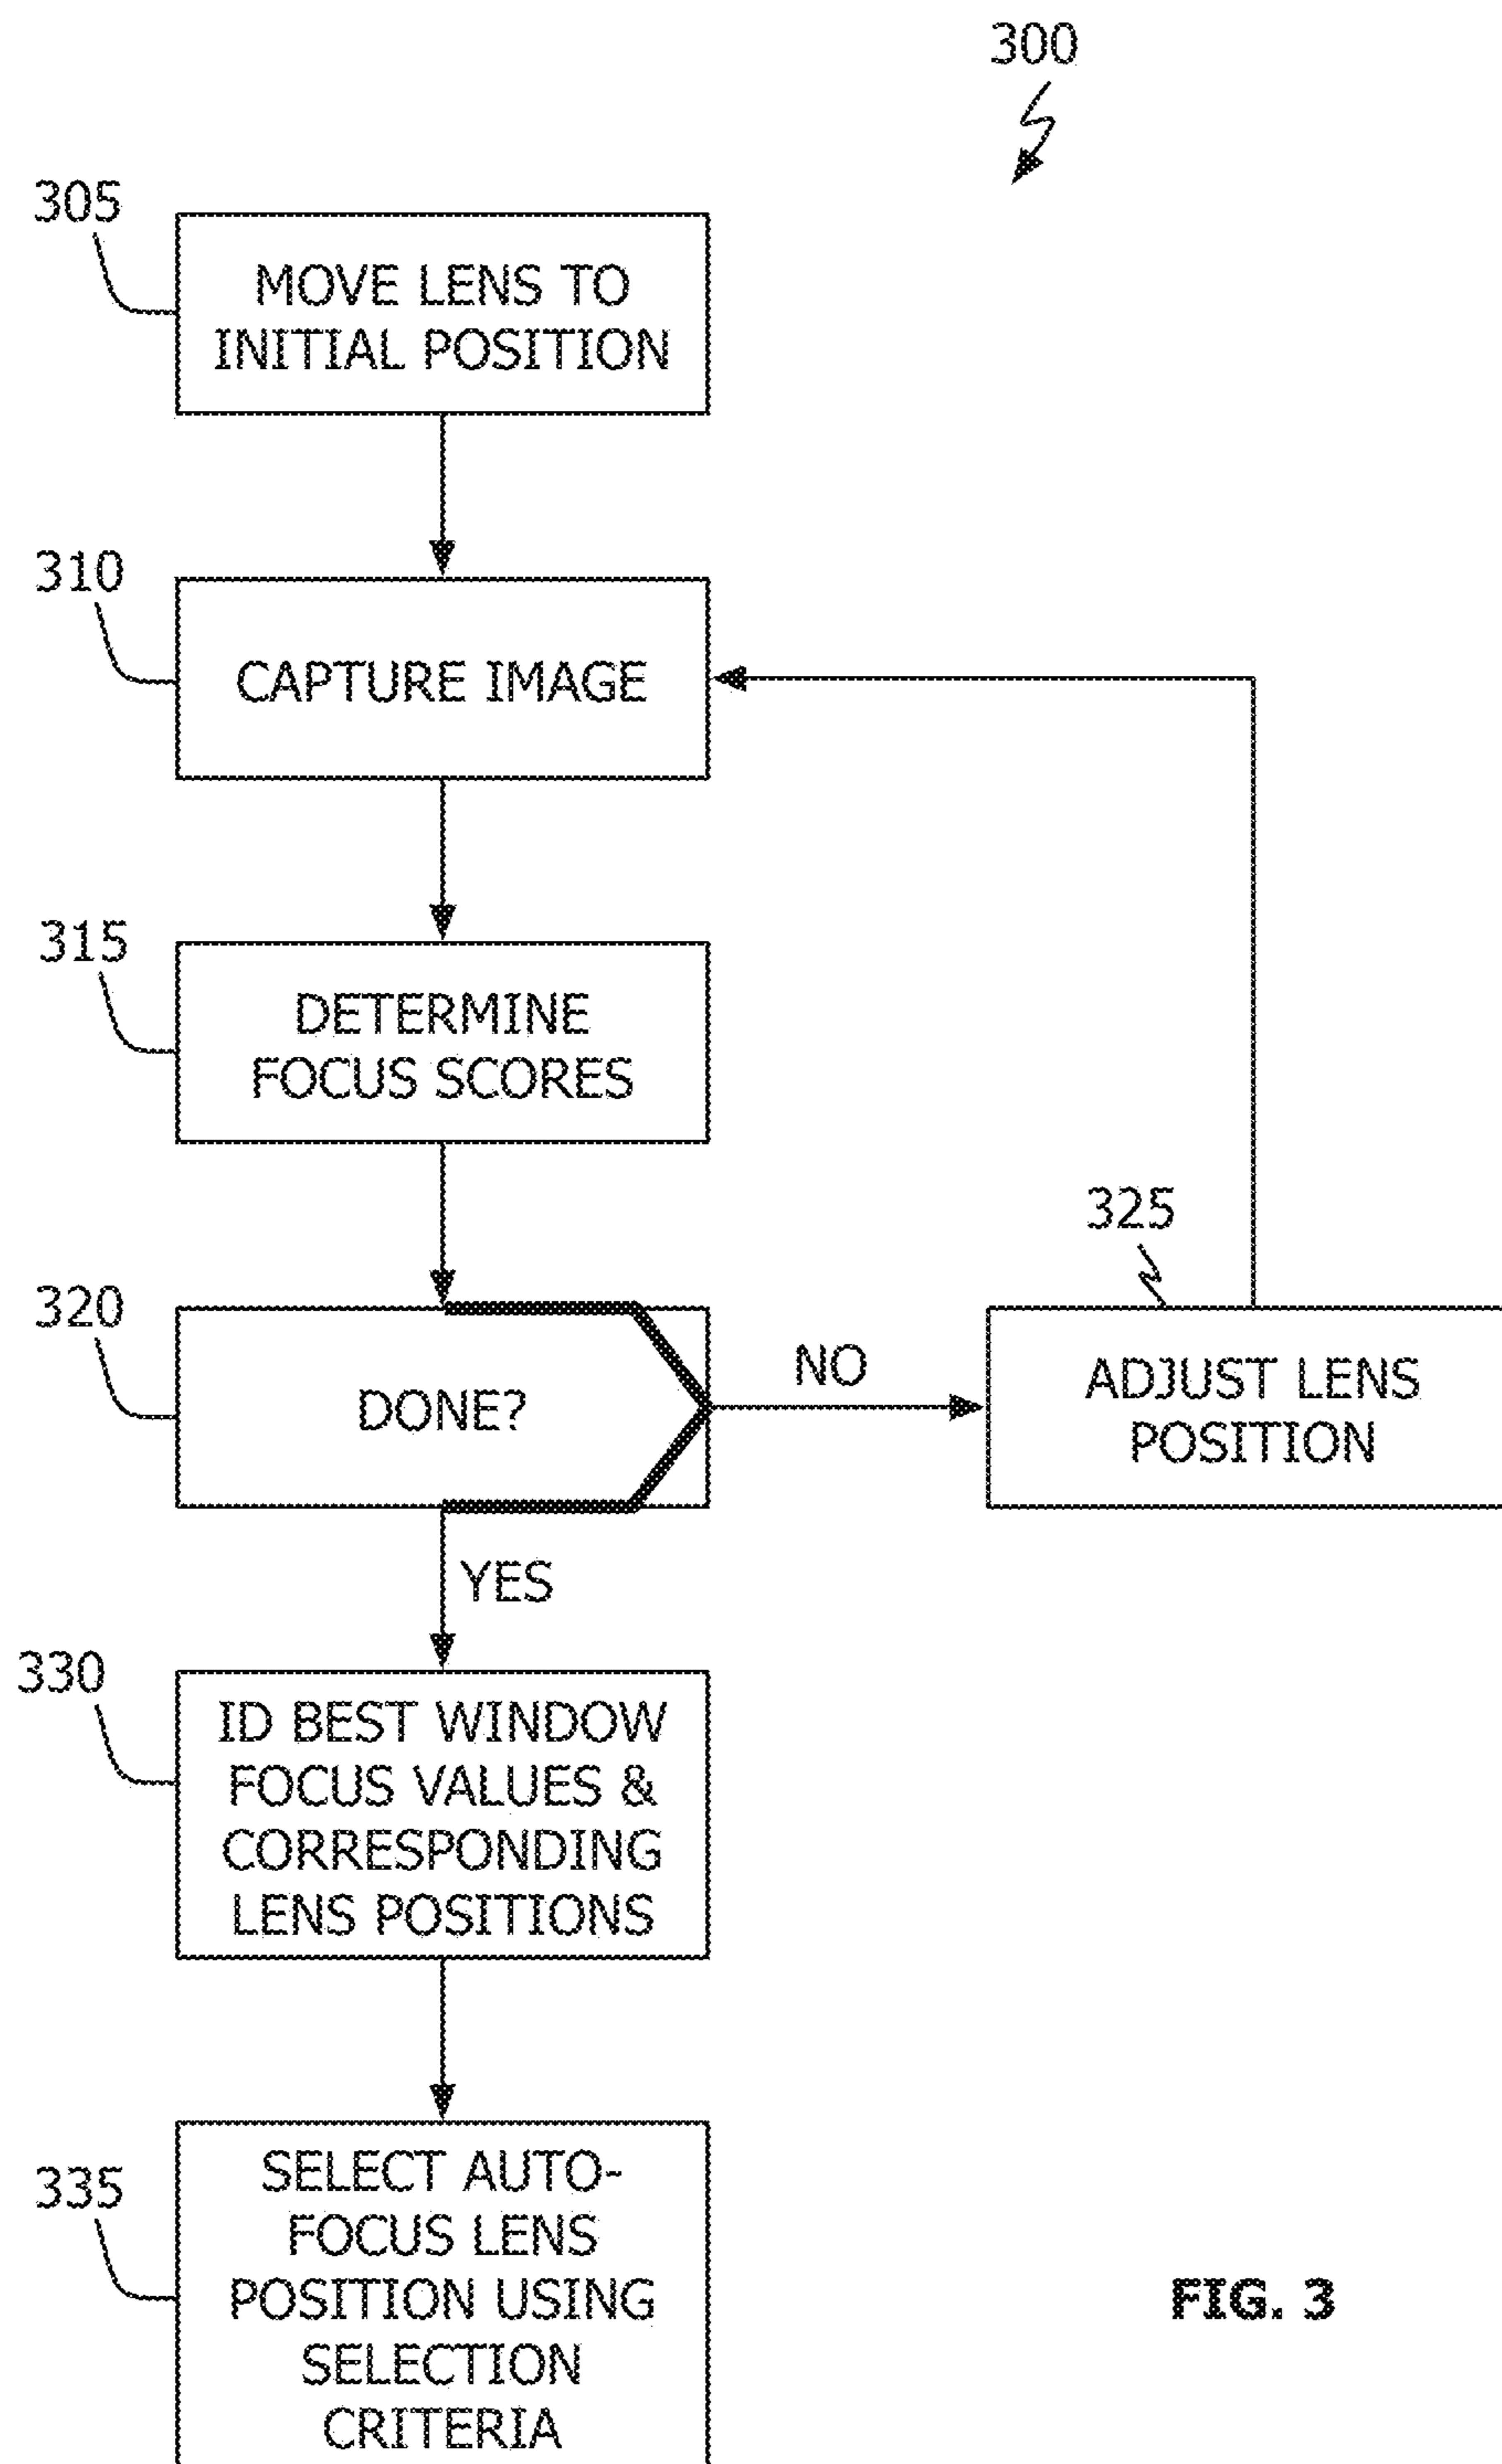 300
305
MOVE LENS TO
INITIAL POSITION
310
CAPTURE IMAGE
315
DETERMINE
FOCUS SCORES
320
DONE?
NO
325
ADJUST LENS
POSITION
YES
330
ID BEST WINDOW
FOCUS VALUES &
CORRESPONDING
LENS POSITIONS
335
SELECT AUTO-
FOCUS LENS
POSITION USING
SELECTION
CRITERIA
FIG. 3